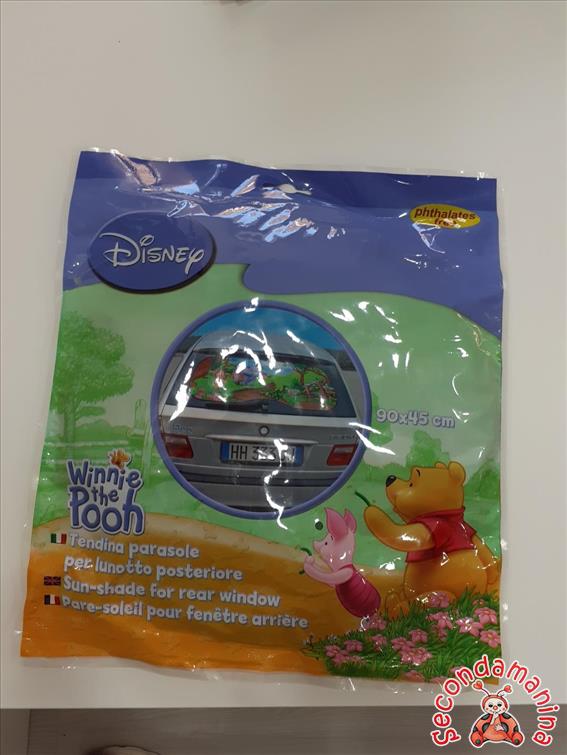 phthalates
free
Disney
90x45 cm
Winnie
the
Pooh
Tendina parasole
per lunotto posteriore
Sun-shade for rear window
Pare-soleil pour fenêtre arrière
secondamanina